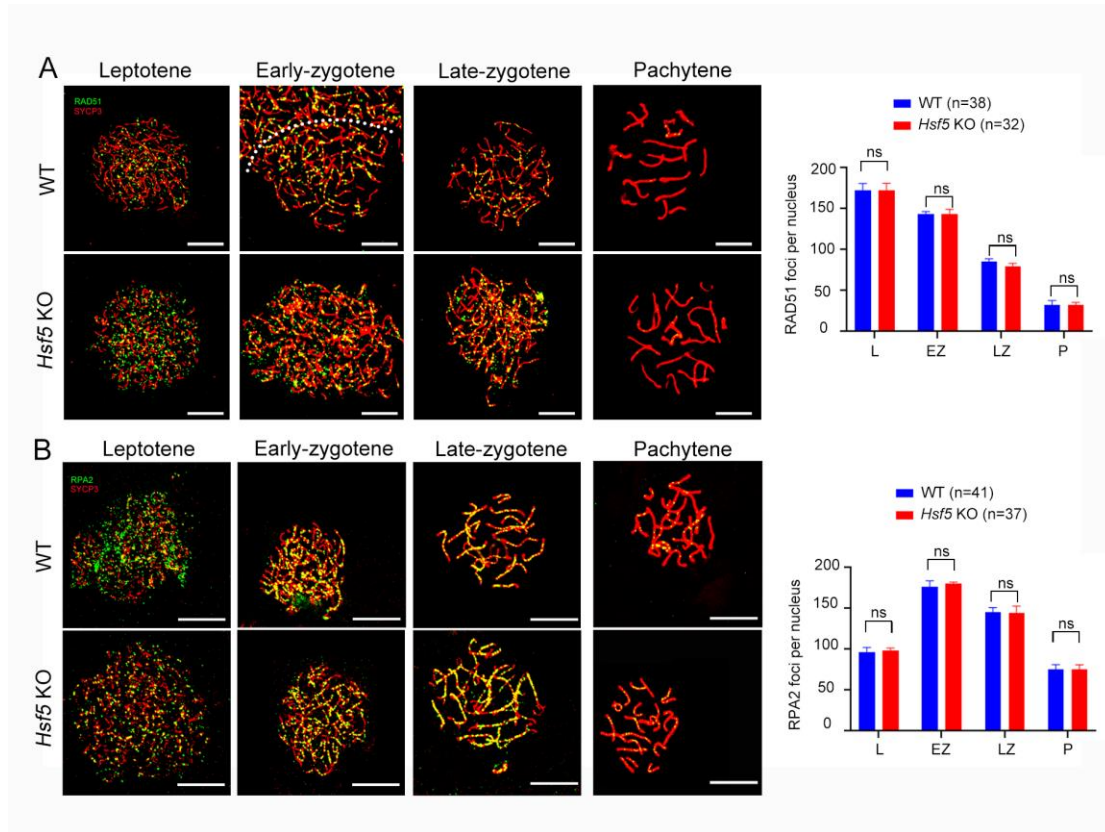 A
Leptotene
Early-zygotene
Late-zygotene
Pachytene
RAD51
SYCP3
WT
Hsf5 KO
WT (n=38)
Hsf5 KO (n=32)
RAD51 foci per nucleus
200
150
100
50
0
ns
ns
ns
ns
L
EZ
LZ
P
B
Leptotene
Early-zygotene
Late-zygotene
Pachytene
RPA2
SYCP3
WT
Hsf5 KO
WT (n=41)
Hsf5 KO (n=37)
RPA2 foci per nucleus
200
150
100
50
0
ns
ns
ns
ns
L
EZ
LZ
P